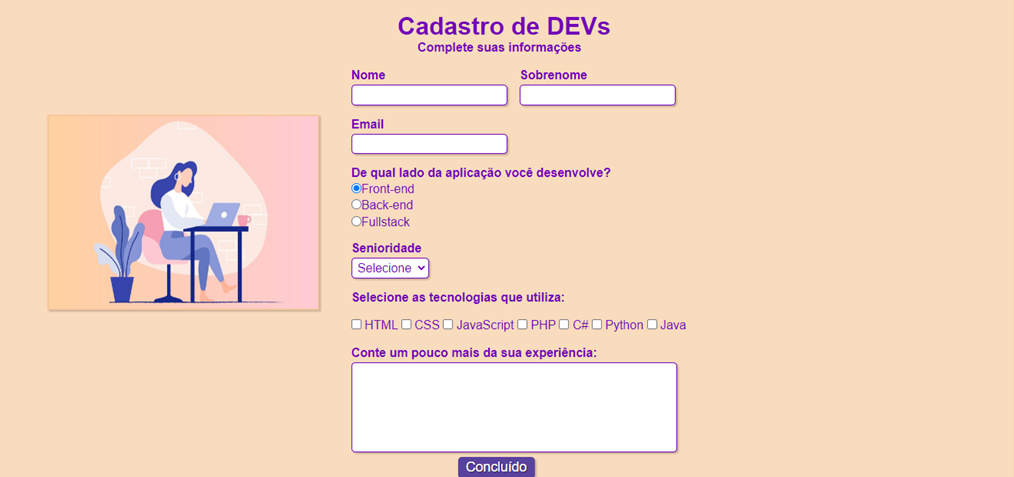 Cadastro de DEVs
Complete suas informações
Nome Sobrenome
Email
De qual lado da aplicação você desenvolve?
Front-end
Back-end
Fullstack
Senioridade
Selecione
Selecione as tecnologias que utiliza:
HTML CSS JavaScript PHP C# Python Java
Conte um pouco mais da sua experiência:
Concluído